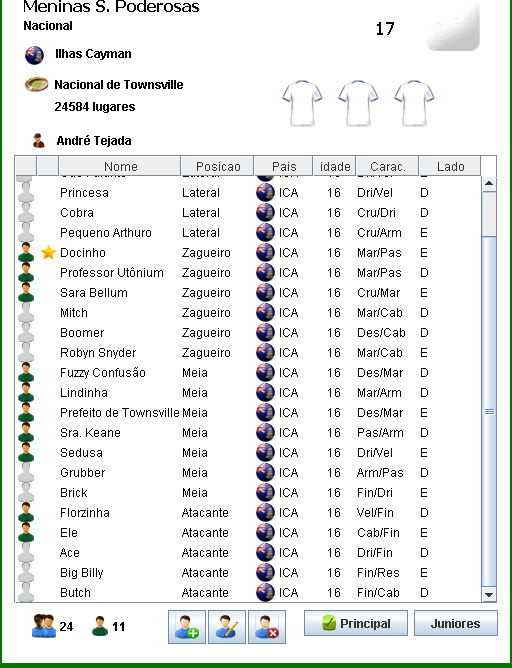 Meninas S. Poderosas
Nacional
17
Ilhas Cayman
Nacional de Townsville
24584 lugares
André Tejada
Nome Posicao Pais idade Carac. Lado
Princesa Lateral ICA 16 Dri/Vel D
Cobra Lateral ICA 16 Cru/Dri D
Pequeno Arthuro Lateral ICA 16 Cru/Arm E
Docinho Zagueiro ICA 16 Mar/Pas E
Professor Utônium Zagueiro ICA 16 Mar/Pas D
Sara Bellum Zagueiro ICA 16 Cru/Mar E
Mitch Zagueiro ICA 16 Mar/Cab D
Boomer Zagueiro ICA 16 Des/Cab D
Robyn Snyder Zagueiro ICA 16 Mar/Cab E
Fuzzy Confusão Meia ICA 16 Des/Mar D
Lindinha Meia ICA 16 Mar/Arm D
Prefeito de Townsville Meia ICA 16 Des/Mar E
Sra. Keane Meia ICA 16 Pas/Arm D
Sedusa Meia ICA 16 Dri/Vel E
Grubber Meia ICA 16 Arm/Pas D
Brick Meia ICA 16 Fin/Dri E
Florzinha Atacante ICA 16 Vel/Fin D
Ele Atacante ICA 16 Cab/Fin E
Ace Atacante ICA 16 Dri/Fin D
Big Billy Atacante ICA 16 Fin/Res E
Butch Atacante ICA 16 Fin/Cab D
24 11 Principal Juniores